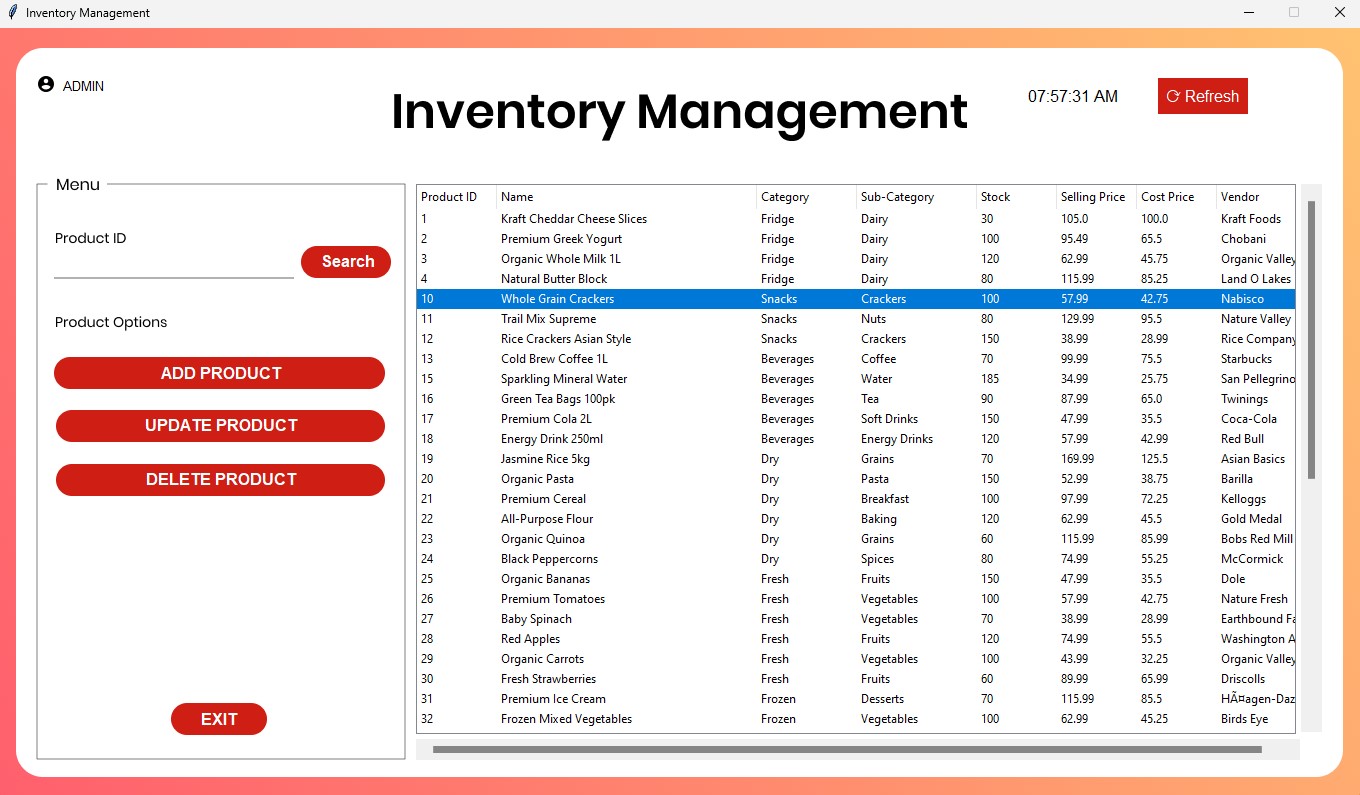 Inventory Management
ADMIN
Inventory Management
07:57:31 AM
Refresh
Menu
Product ID
Search
Product Options
ADD PRODUCT
UPDATE PRODUCT
DELETE PRODUCT
EXIT
Product ID Name Category Sub-Category Stock Selling Price Cost Price Vendor
1 Kraft Cheddar Cheese Slices Fridge Dairy 30 105.0 100.0 Kraft Foods
2 Premium Greek Yogurt Fridge Dairy 100 95.49 65.5 Chobani
3 Organic Whole Milk 1L Fridge Dairy 120 62.99 45.75 Organic Valley
4 Natural Butter Block Fridge Dairy 80 115.99 85.25 Land O Lakes
10 Whole Grain Crackers Snacks Crackers 100 57.99 42.75 Nabisco
11 Trail Mix Supreme Snacks Nuts 80 129.99 95.5 Nature Valley
12 Rice Crackers Asian Style Snacks Crackers 150 38.99 28.99 Rice Company
13 Cold Brew Coffee 1L Beverages Coffee 70 99.99 75.5 Starbucks
15 Sparkling Mineral Water Beverages Water 185 34.99 25.75 San Pellegrino
16 Green Tea Bags 100pk Beverages Tea 90 87.99 65.0 Twinings
17 Premium Cola 2L Beverages Soft Drinks 150 47.99 35.5 Coca-Cola
18 Energy Drink 250ml Beverages Energy Drinks 120 57.99 42.99 Red Bull
19 Jasmine Rice 5kg Dry Grains 70 169.99 125.5 Asian Basics
20 Organic Pasta Dry Pasta 150 52.99 38.75 Barilla
21 Premium Cereal Dry Breakfast 100 97.99 72.25 Kelloggs
22 All-Purpose Flour Dry Baking 120 62.99 45.5 Gold Medal
23 Organic Quinoa Dry Grains 60 115.99 85.99 Bobs Red Mill
24 Black Peppercorns Dry Spices 80 74.99 55.25 McCormick
25 Organic Bananas Fresh Fruits 150 47.99 35.5 Dole
26 Premium Tomatoes Fresh Vegetables 100 57.99 42.75 Nature Fresh
27 Baby Spinach Fresh Vegetables 70 38.99 28.99 Earthbound Fa
28 Red Apples Fresh Fruits 120 74.99 55.5 Washington A
29 Organic Carrots Fresh Vegetables 100 43.99 32.25 Organic Valley
30 Fresh Strawberries Fresh Fruits 60 89.99 65.99 Driscolls
31 Premium Ice Cream Frozen Desserts 70 115.99 85.5 HÃ¤agen-Daz
32 Frozen Mixed Vegetables Frozen Vegetables 100 62.99 45.25 Birds Eye